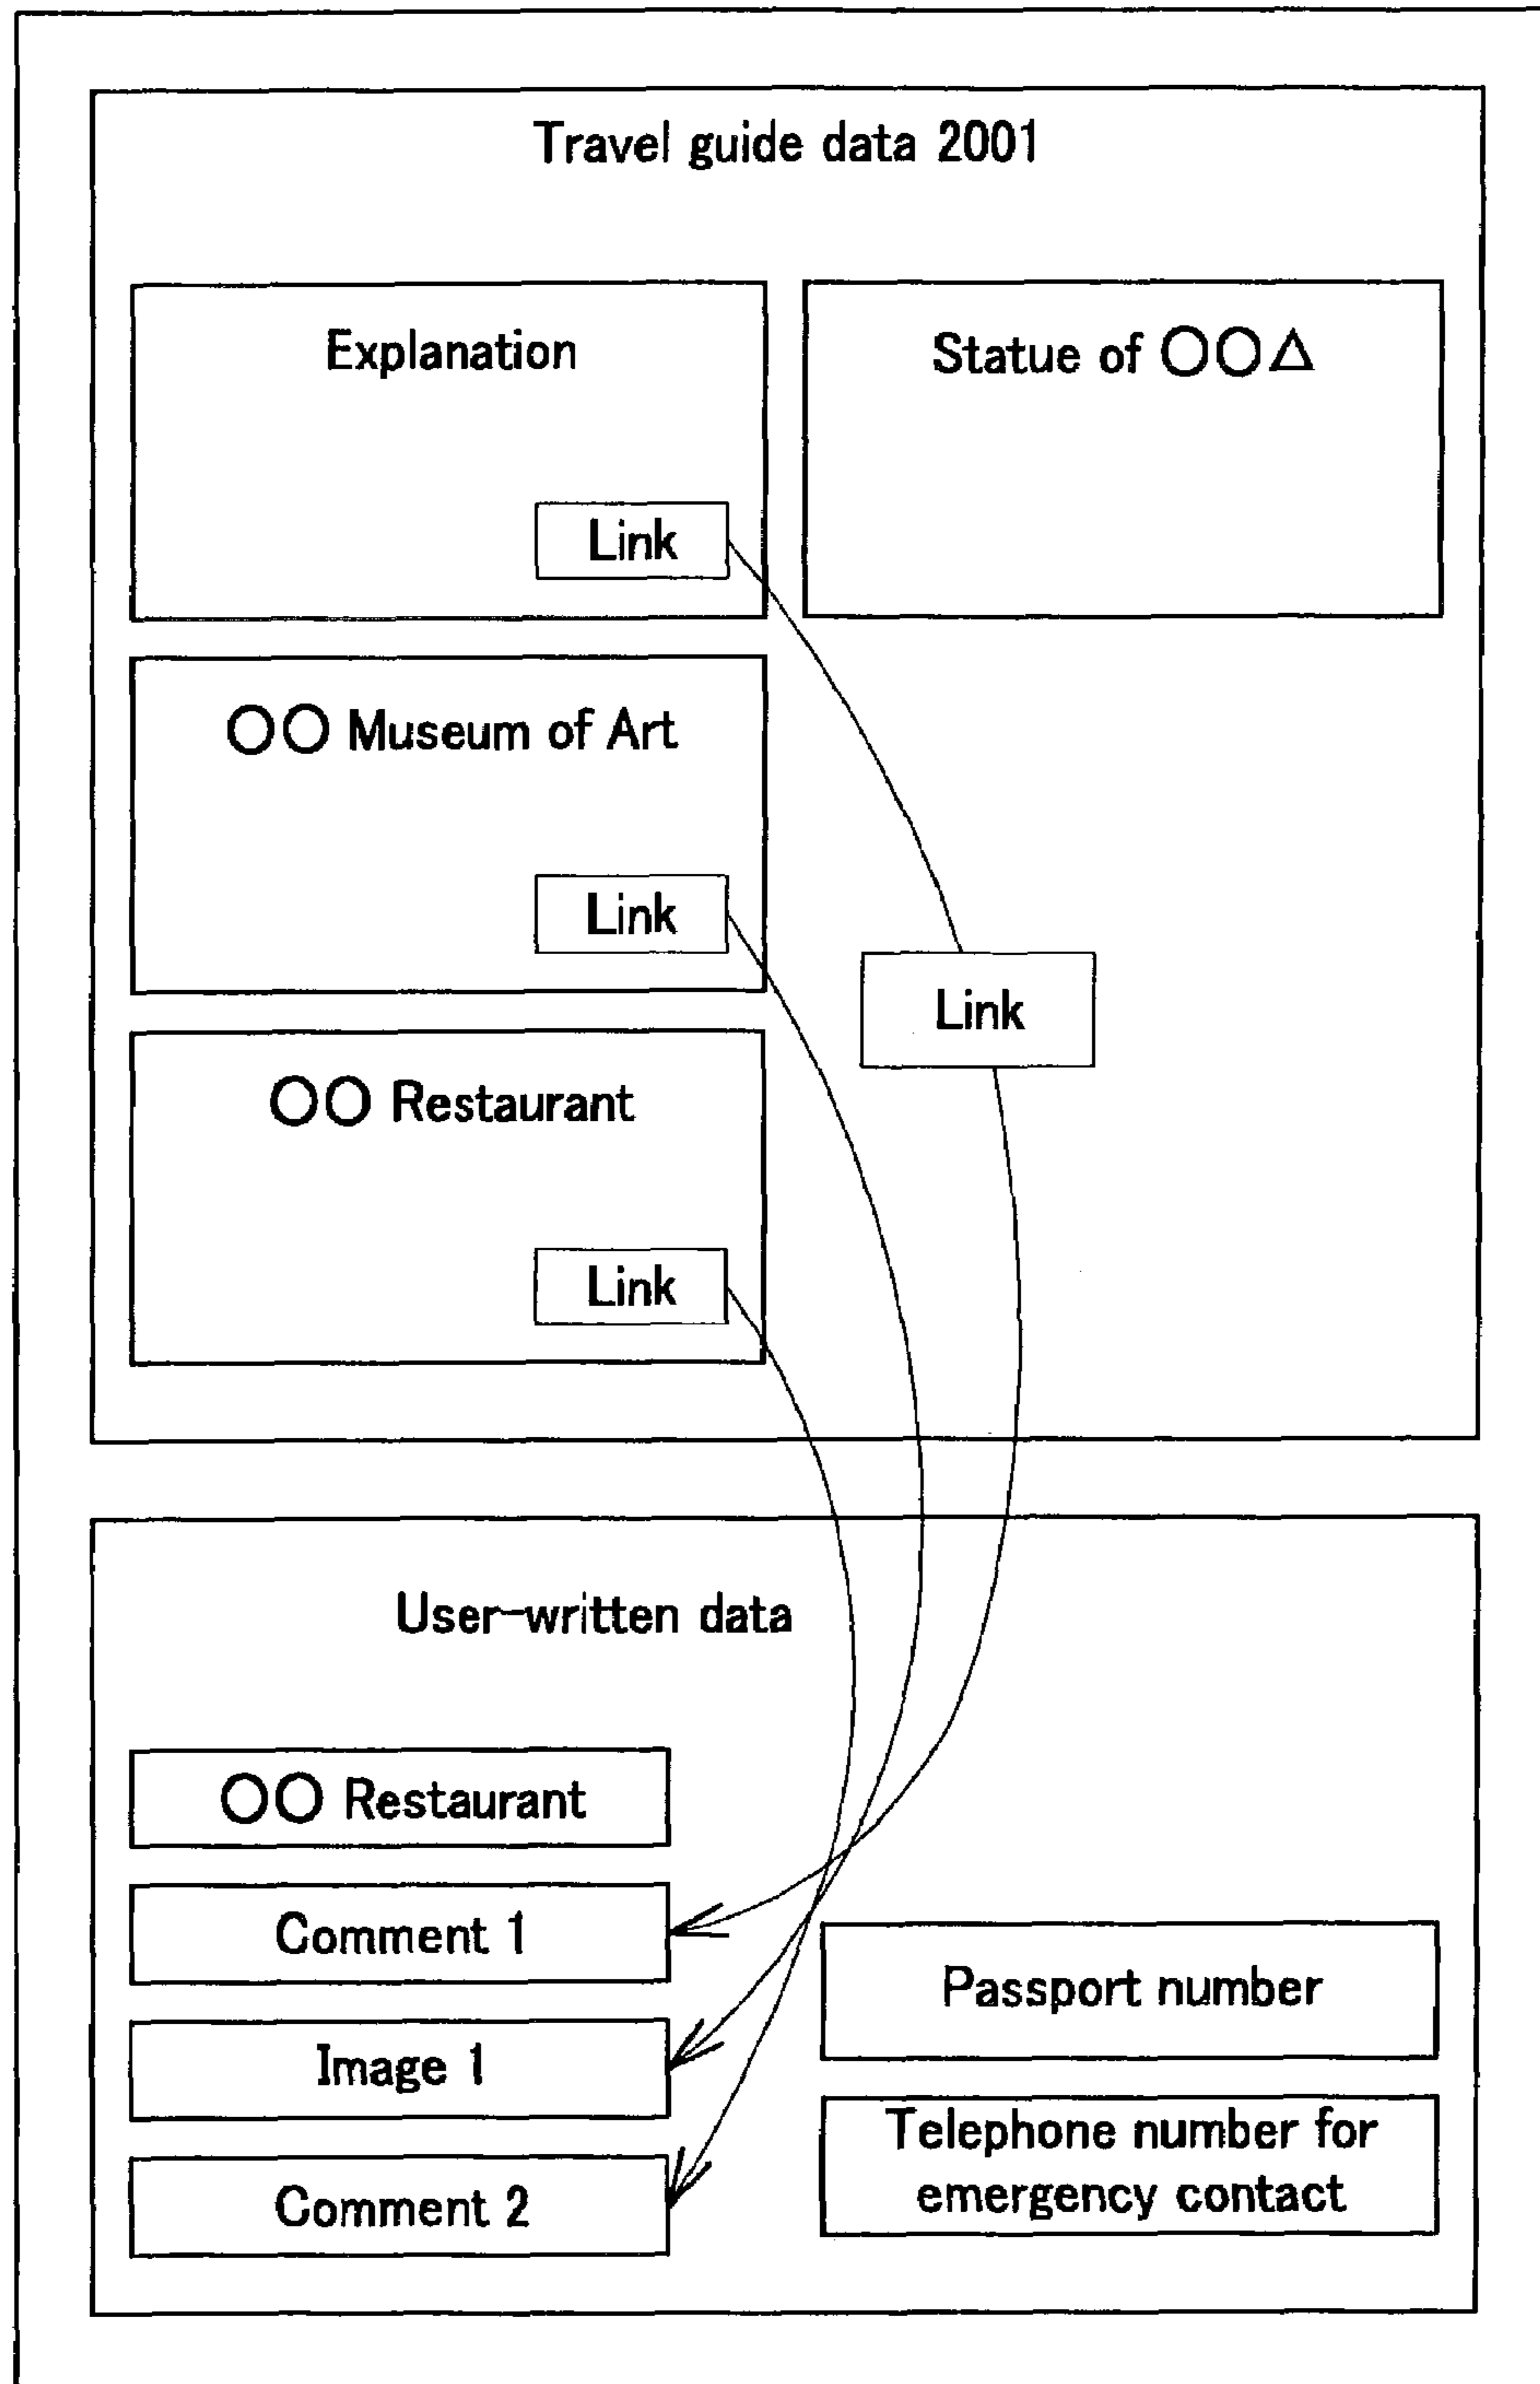 Travel guide data 2001
Explanation
Link
Statue of ○○△
○○ Museum of Art
Link
Link
○○ Restaurant
Link
User-written data
○○ Restaurant
Comment 1
Image 1
Comment 2
Passport number
Telephone number for
emergency contact